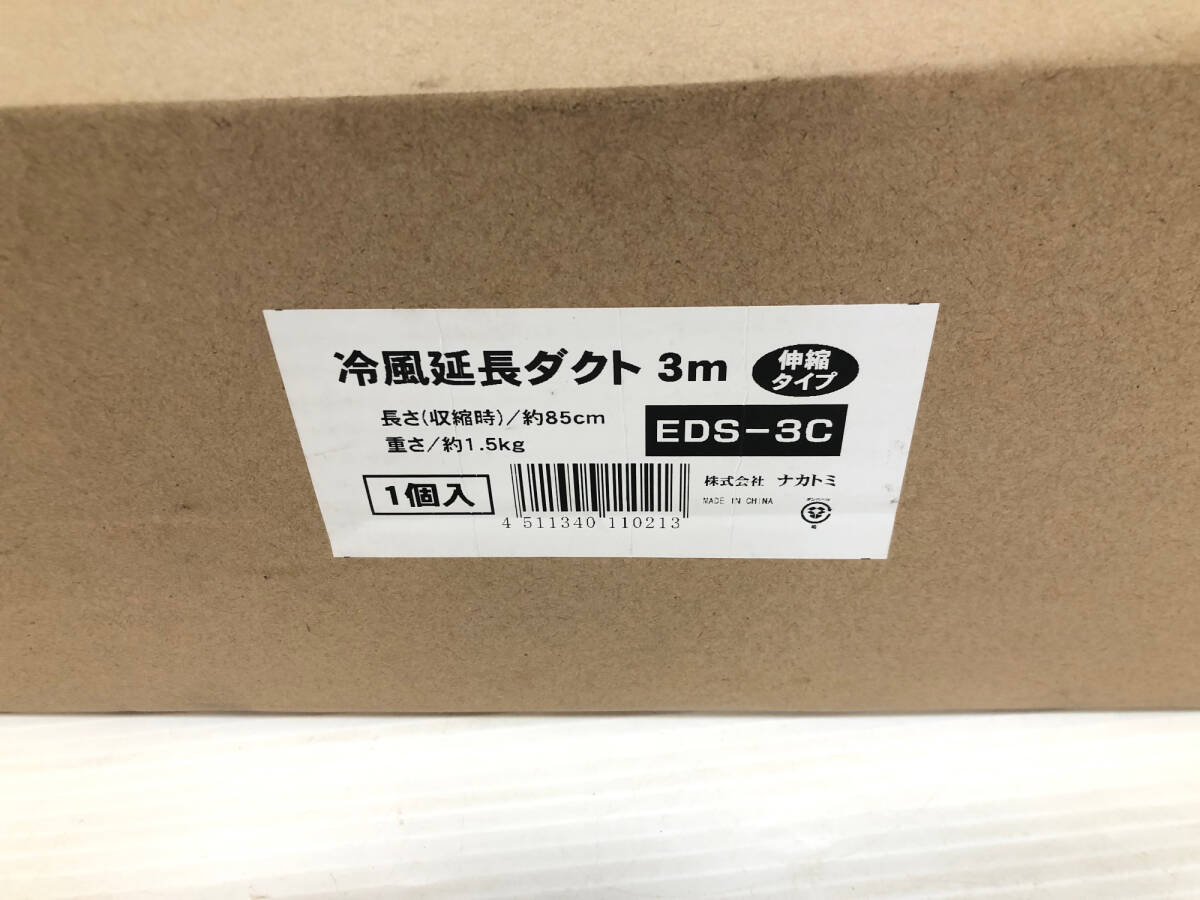 冷風延長ダクト 3m
伸縮
タイプ
長さ(収縮時)/約85cm
重さ/約1.5kg
EDS-3C
1個入
4 511340 110213
株式会社 ナカトミ
MADE IN CHINA